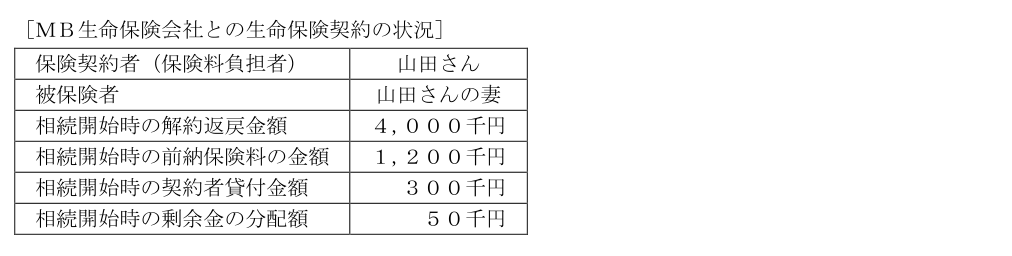 ［ＭＢ生命保険会社との生命保険契約の状況］
保険契約者（保険料負担者） 山田さん
被保険者 山田さんの妻
相続開始時の解約返戻金額 ４，０００千円
相続開始時の前納保険料の金額 １，２００千円
相続開始時の契約者貸付金額 ３００千円
相続開始時の剰余金の分配額 ５０千円